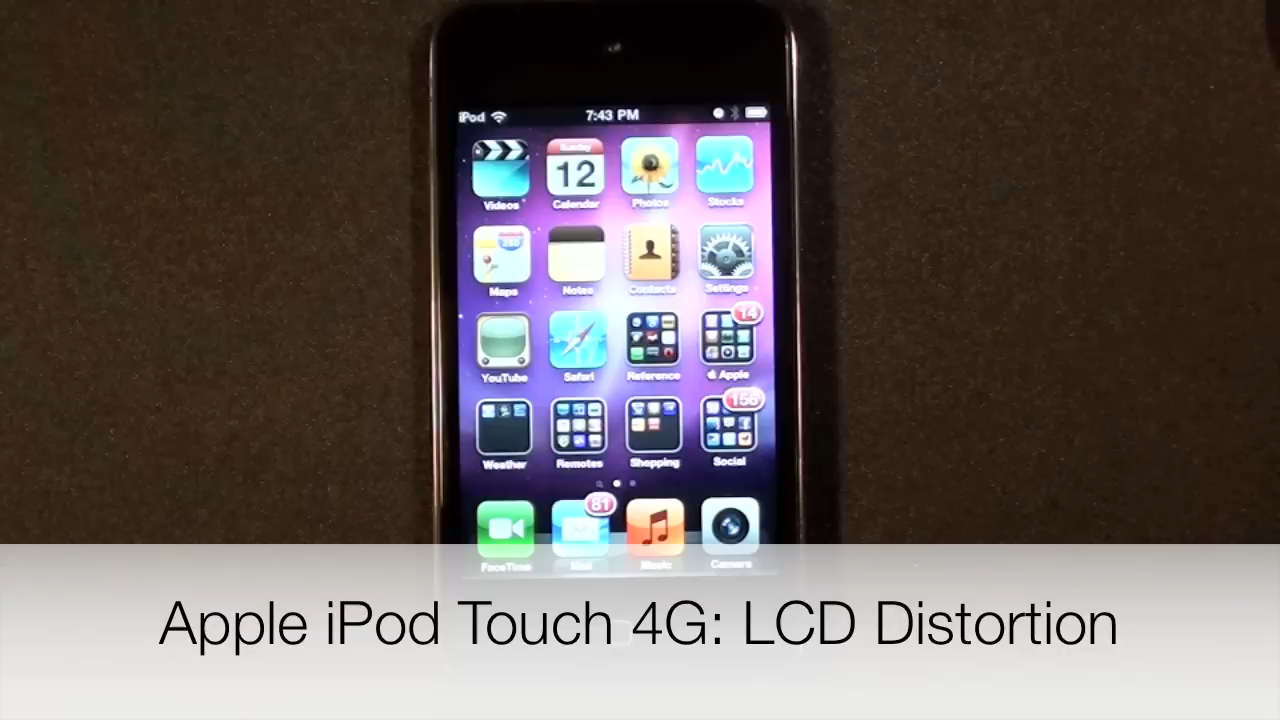 iPod 7:43 PM
Sunday
12
Videos Calendar Photos Stocks
280
Maps Notes Contacts Settings
14
YouTube Safari Reference Apple
156
Weather Remotes Shopping Social
81
FaceTime Mail Music Camera
Apple iPod Touch 4G: LCD Distortion